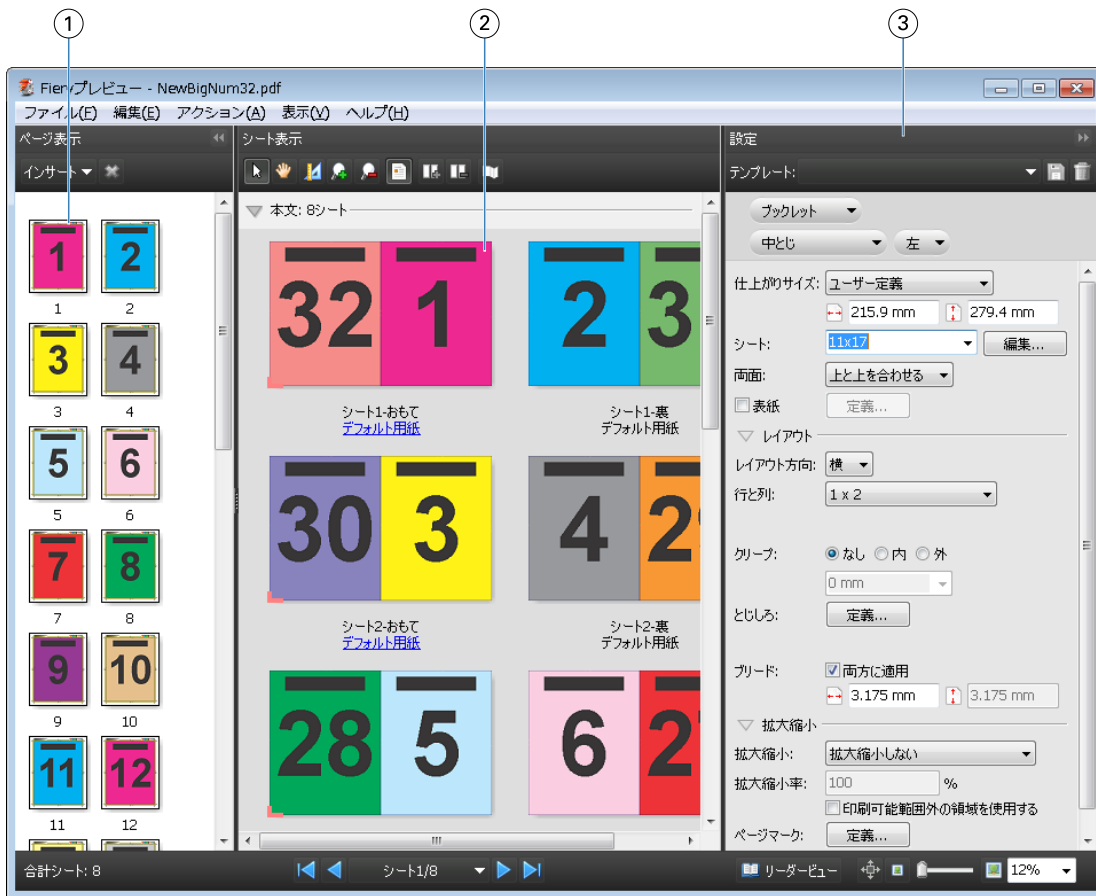 1
2
3
Fieryプレビュー - NewBigNum32.pdf
ファイル(F) 編集(E) アクション(A) 表示(V) ヘルプ(H)
ページ表示
インサート
1
2
1
2
3
4
3
4
5
6
5
6
7
8
7
8
9
10
9
10
11
12
11
12
合計シート: 8
シート表示
本文: 8シート
32 1
2 3
シート1-おもて
デフォルト用紙
シート1-裏
デフォルト用紙
30 3
4 2
シート2-おもて
デフォルト用紙
シート2-裏
デフォルト用紙
28 5
6 2
シート1/8
設定
テンプレート:
ブックレット
中とじ 左
仕上がりサイズ: ユーザー定義
215.9 mm 279.4 mm
シート: 11x17 編集...
両面: 上と上を合わせる
表紙 定義...
レイアウト
レイアウト方向: 横
行と列: 1 x 2
クリープ: なし 内 外
0 mm
とじしろ: 定義...
ブリード: 両方に適用
3.175 mm 3.175 mm
拡大縮小
拡大縮小: 拡大縮小しない
拡大縮小率: 100 %
印刷可能範囲外の領域を使用する
ページマーク: 定義...
リーダービュー 12%